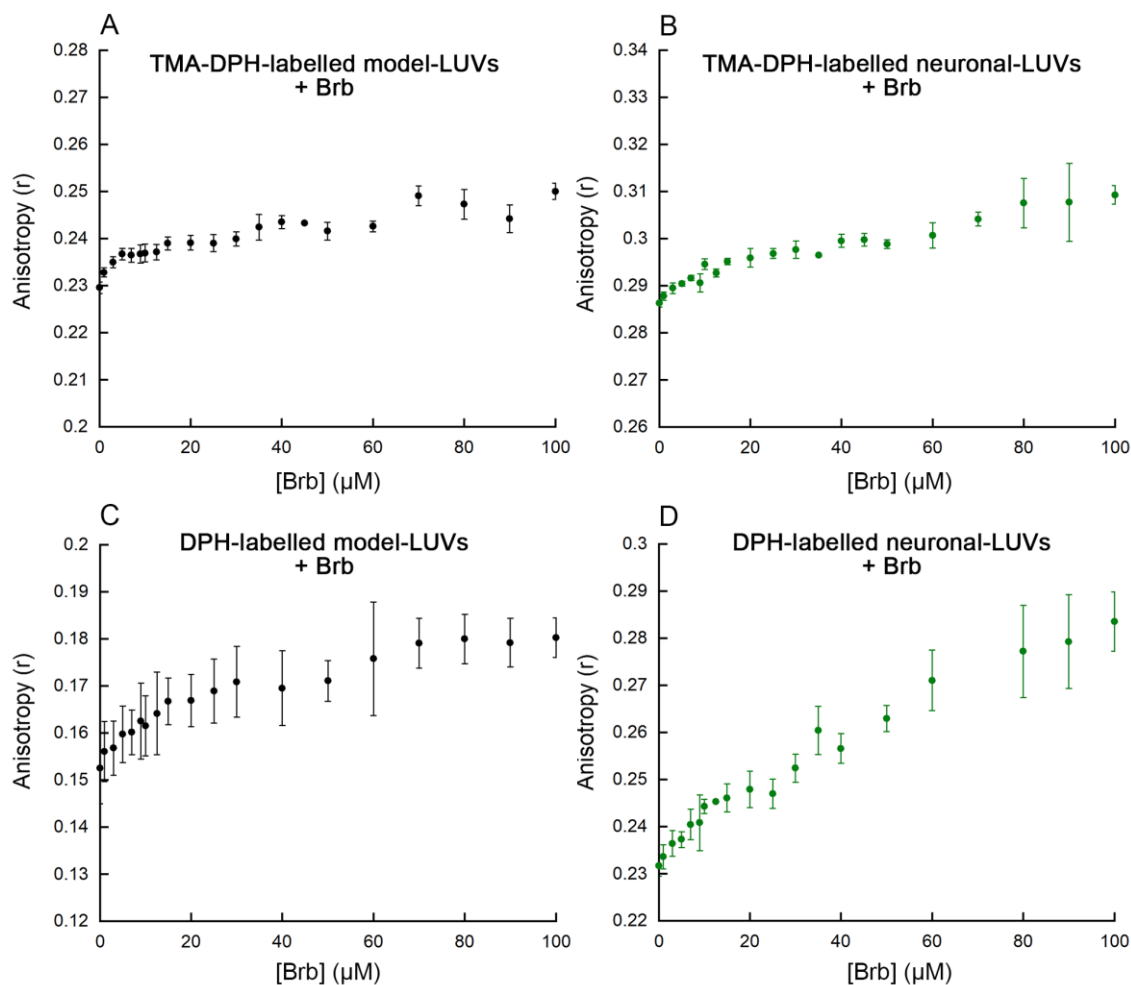 A
TMA-DPH-labelled model-LUVs
+ Brb
Anisotropy (r)
0.28
0.27
0.26
0.25
0.24
0.23
0.22
0.21
0.2
0 20 40 60 80 100
[Brb] (µM)
B
TMA-DPH-labelled neuronal-LUVs
+ Brb
Anisotropy (r)
0.34
0.33
0.32
0.31
0.3
0.29
0.28
0.27
0.26
0 20 40 60 80 100
[Brb] (µM)
C
DPH-labelled model-LUVs
+ Brb
Anisotropy (r)
0.2
0.19
0.18
0.17
0.16
0.15
0.14
0.13
0.12
0 20 40 60 80 100
[Brb] (µM)
D
DPH-labelled neuronal-LUVs
+ Brb
Anisotropy (r)
0.3
0.29
0.28
0.27
0.26
0.25
0.24
0.23
0.22
0 20 40 60 80 100
[Brb] (µM)